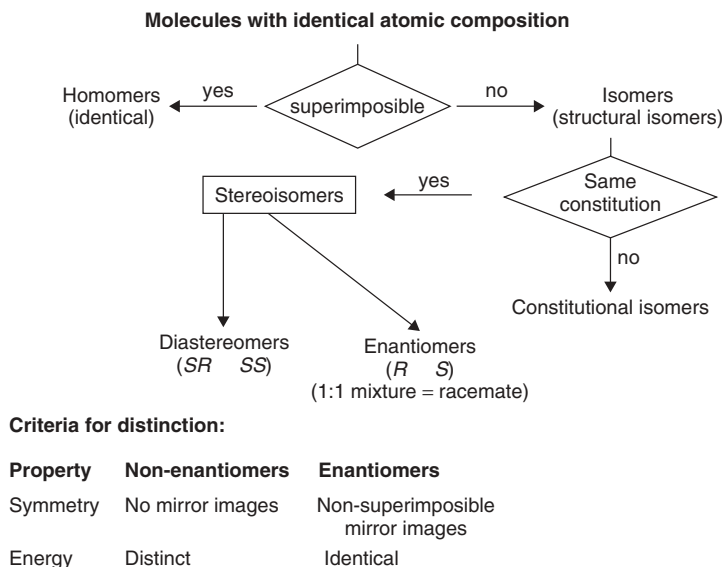 Molecules with identical atomic composition
Homomers
(identical)
yes
superimposible
no
Isomers
(structural isomers)
Stereoisomers
yes
Same
constitution
no
Constitutional isomers
Diastereomers
(SR SS)
Enantiomers
(R S)
(1:1 mixture = racemate)
Criteria for distinction:
Property Non-enantiomers Enantiomers
Symmetry No mirror images Non-superimposible
mirror images
Energy Distinct Identical